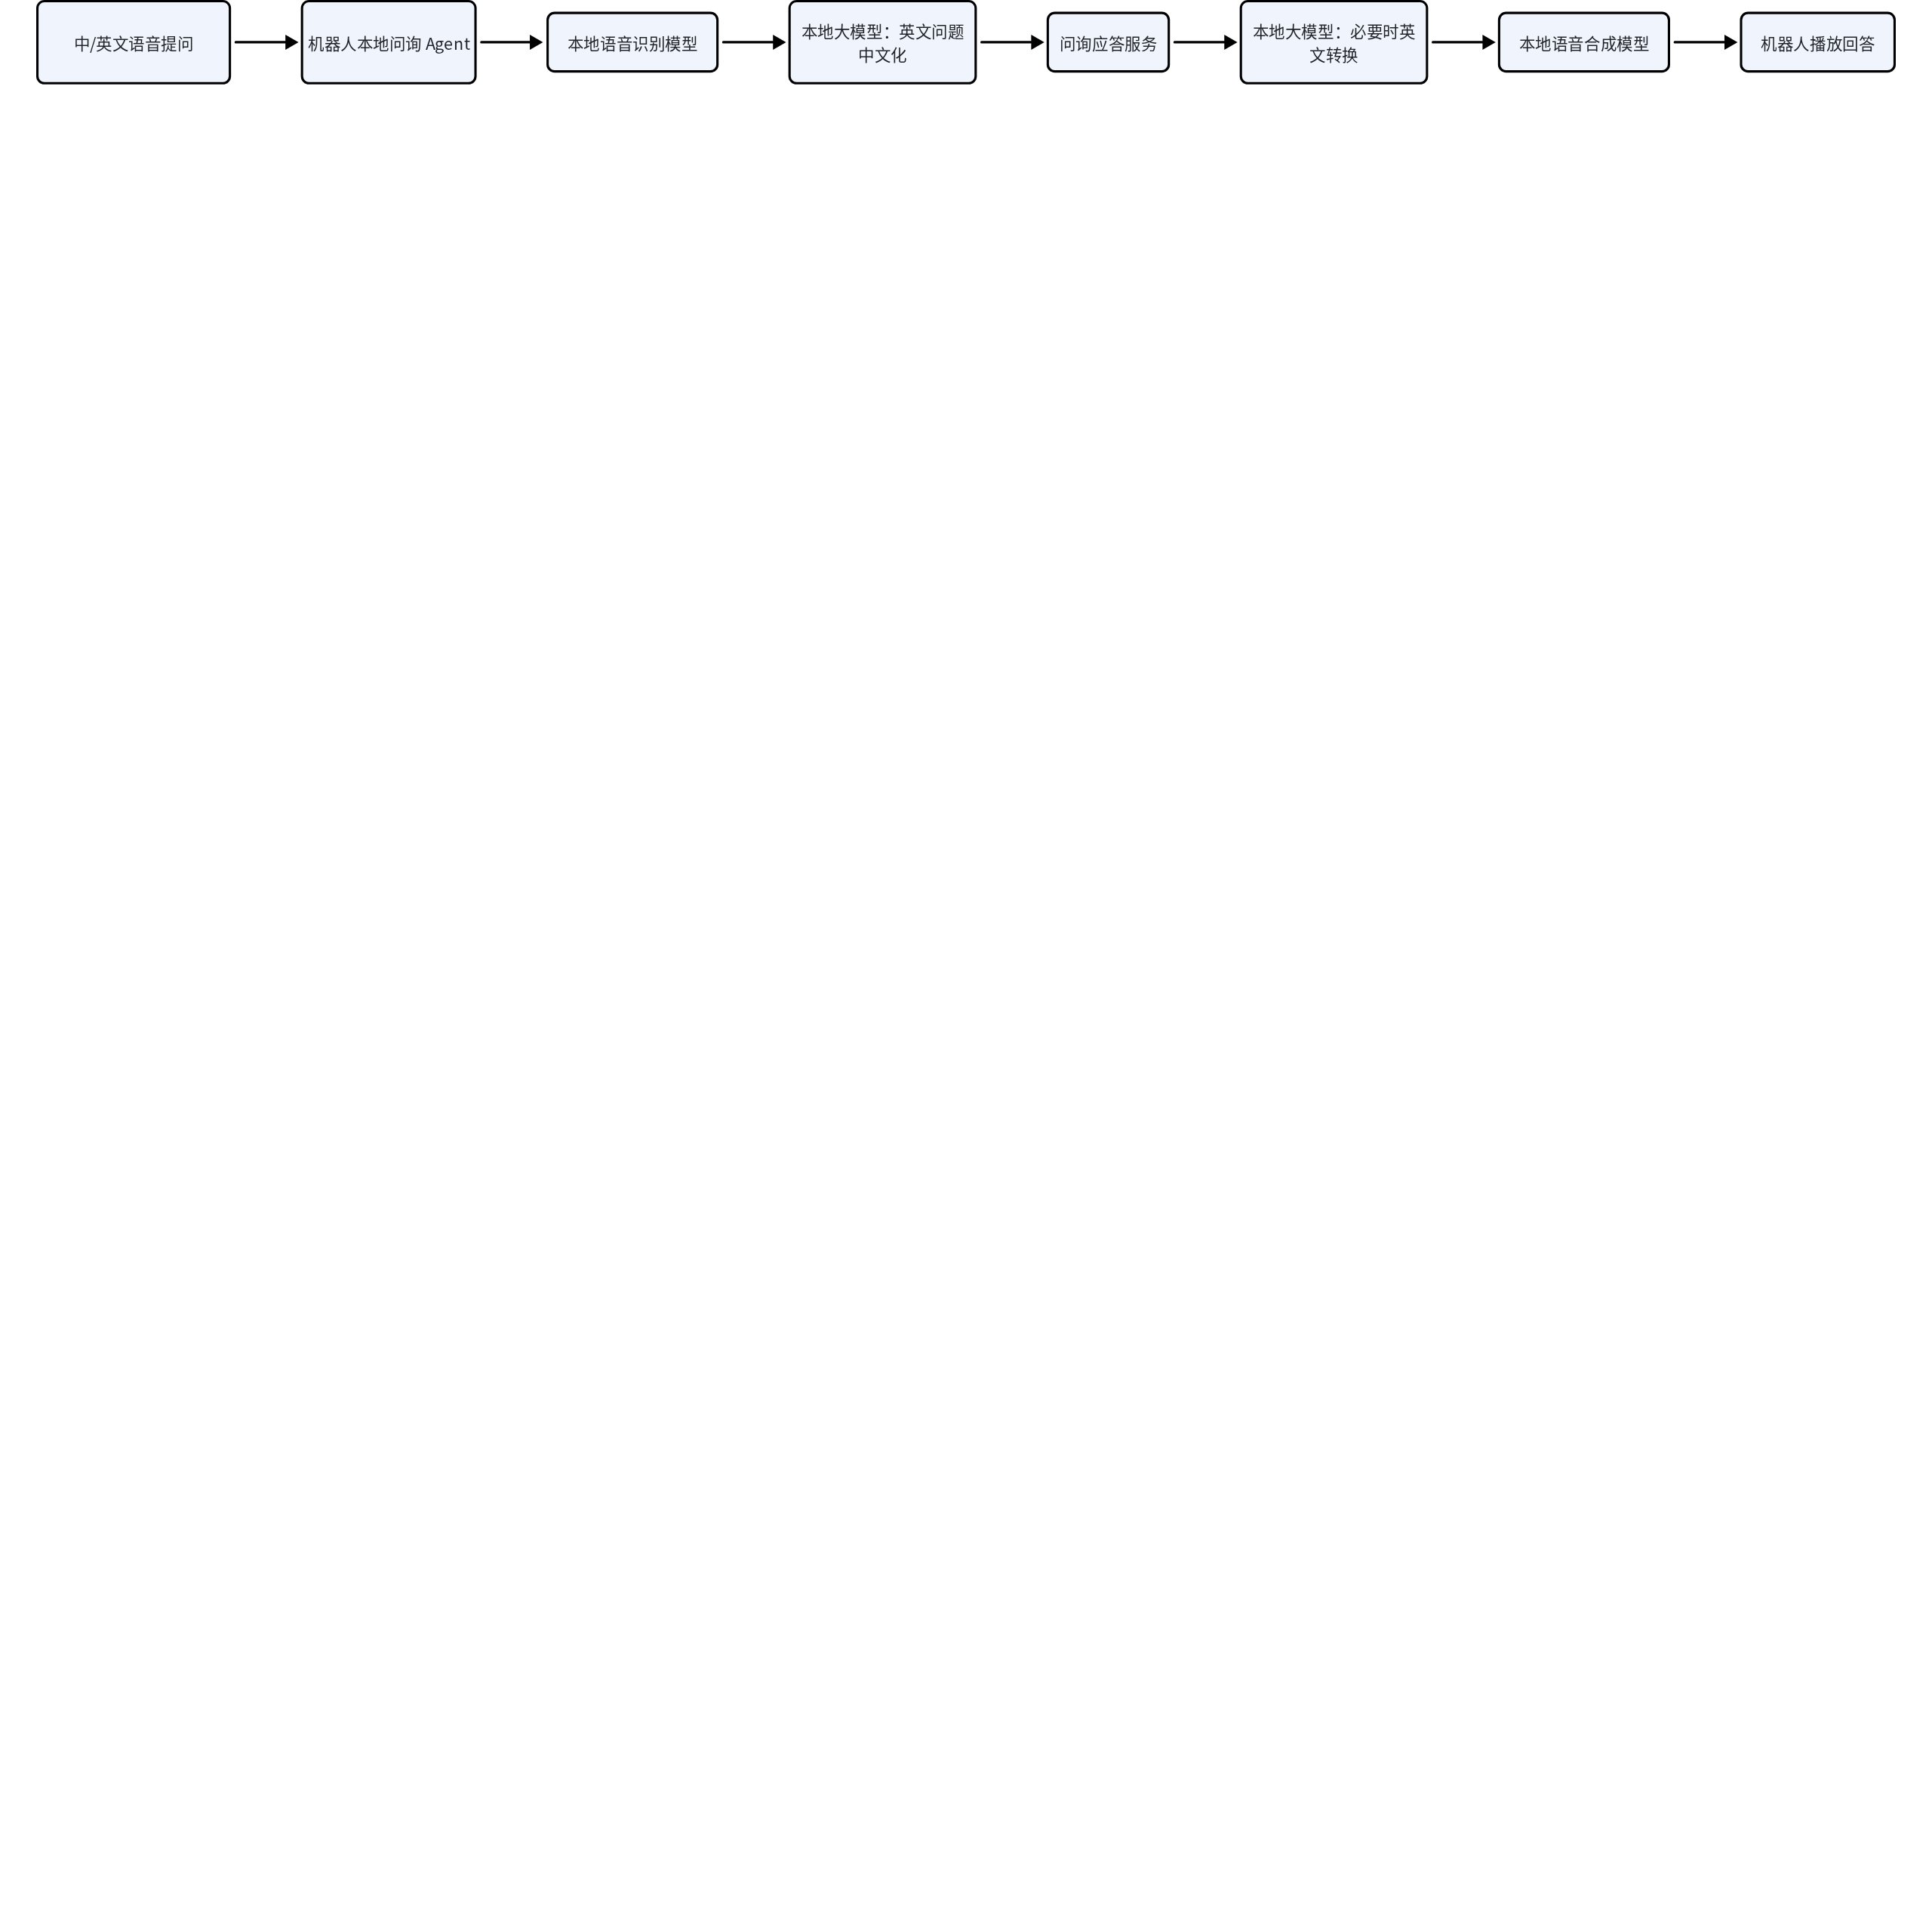 中/英文语音提问
机器人本地问询 Agent
本地语音识别模型
本地大模型：英文问题
中文化
问询应答服务
本地大模型：必要时英
文转换
本地语音合成模型
机器人播放回答